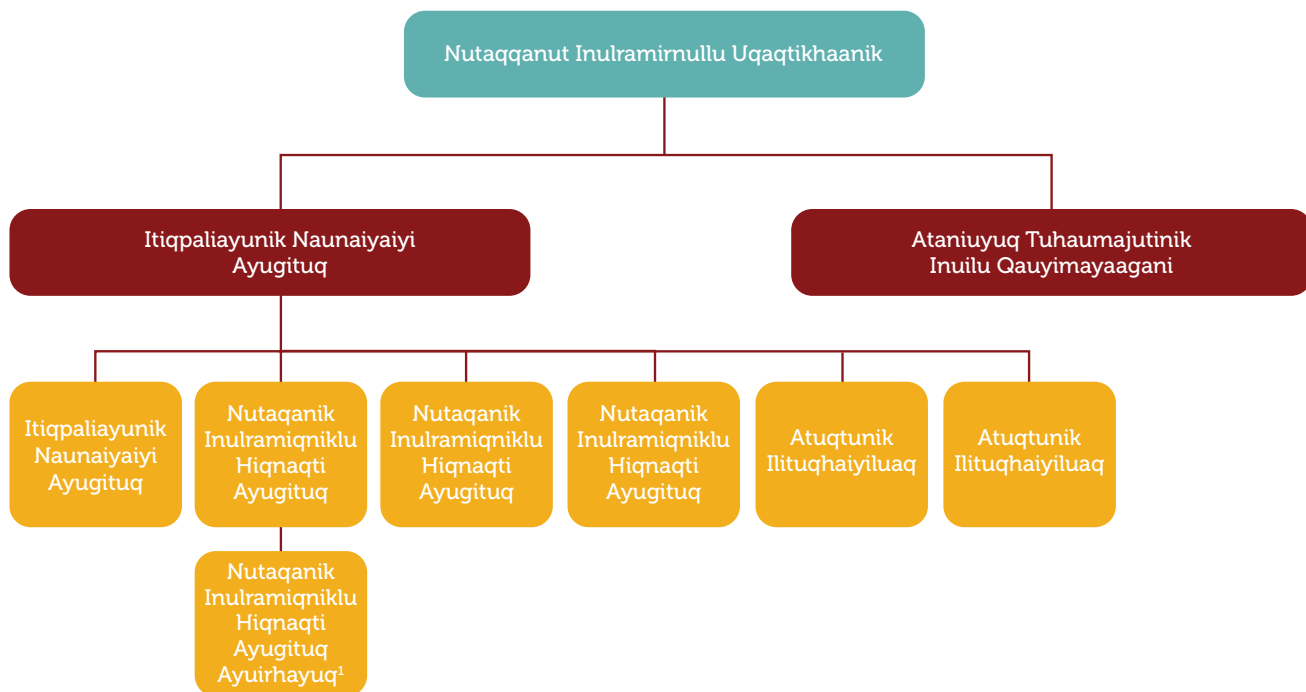 Nutaqqanut Inulramirnullu Uqaqtikhaanik
Itiqpaliayunik Naunaiyaiyi
Ayugituq
Ataniuyuq Tuhaumajutinik
Inuilu Qauyimayaagani
Itiqpaliayunik
Naunaiyaiyi
Ayugituq
Nutaqanik
Inulramiqniklu
Hiqnaqti
Ayugituq
Nutaqanik
Inulramiqniklu
Hiqnaqti
Ayugituq
Nutaqanik
Inulramiqniklu
Hiqnaqti
Ayugituq
Atuqtunik
Ilituqhaiyiluaq
Atuqtunik
Ilituqhaiyiluaq
Nutaqanik
Inulramiqniklu
Hiqnaqti
Ayugituq
Ayuirhayuq¹